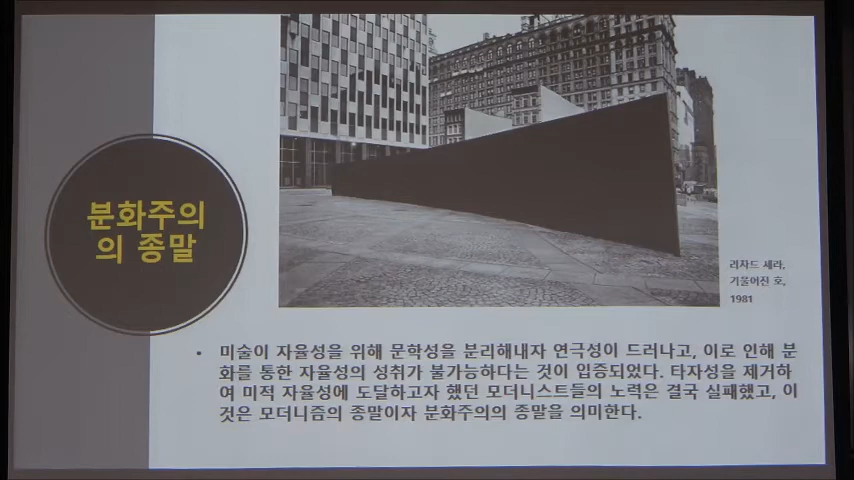 분화주의
의 종말
리차드 세라,
기울어진 호,
1981
• 미술이 자율성을 위해 문학성을 분리해내자 연극성이 드러나고, 이로 인해 분
화를 통한 자율성의 성취가 불가능하다는 것이 입증되었다. 타자성을 제거하
여 미적 자율성에 도달하고자 했던 모더니스트들의 노력은 결국 실패했고, 이
것은 모더니즘의 종말이자 분화주의의 종말을 의미한다.